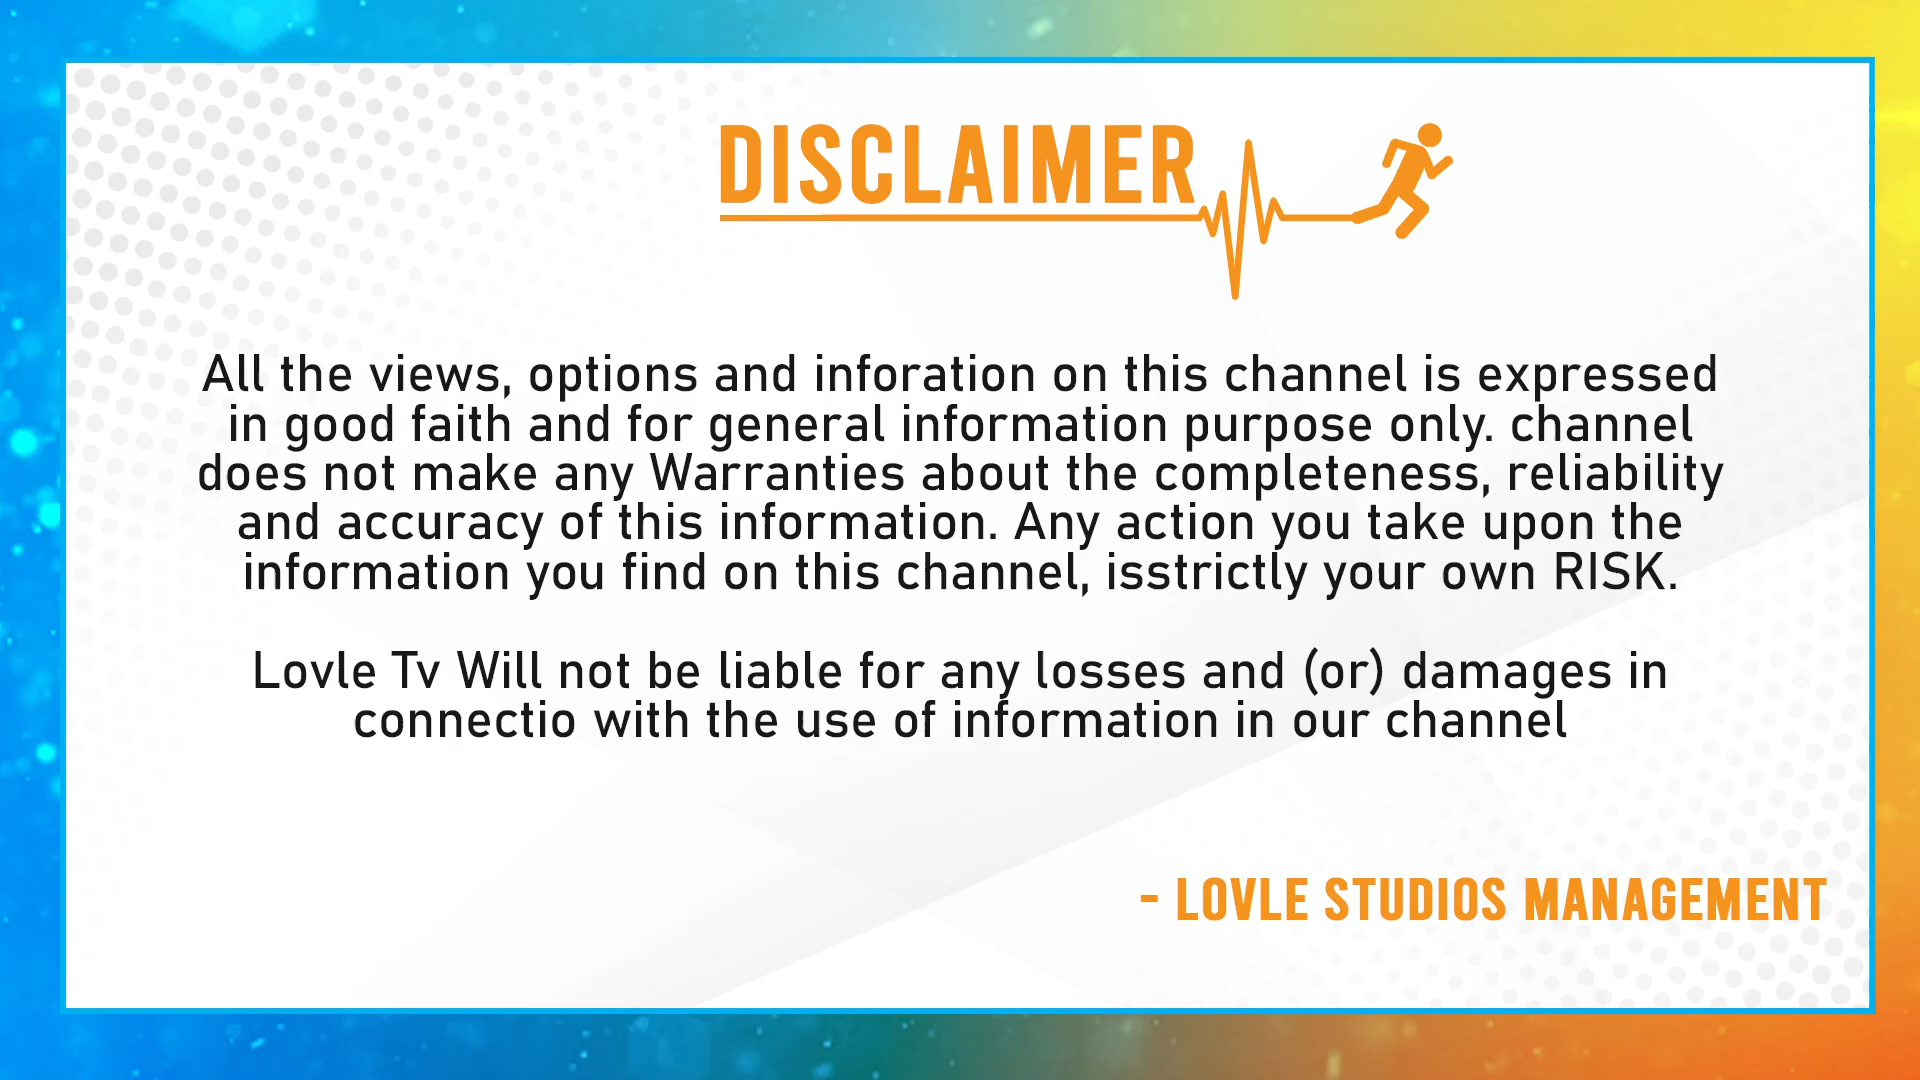 DISCLAIMER
All the views, options and inforation on this channel is expressed
in good faith and for general information purpose only. channel
does not make any Warranties about the completeness, reliability
and accuracy of this information. Any action you take upon the
information you find on this channel, isstrictly your own RISK.
Lovle Tv Will not be liable for any losses and (or) damages in
connectio with the use of information in our channel
- LOVLE STUDIOS MANAGEMENT